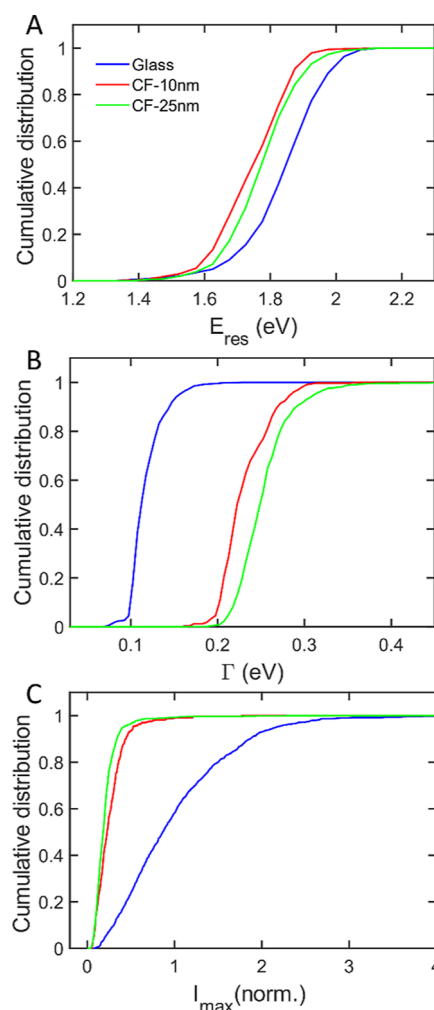 A
Cumulative distribution
1
0.8
0.6
0.4
0.2
0
Glass
CF-10nm
CF-25nm
1.2 1.4 1.6 1.8 2 2.2
E_res (eV)
B
Cumulative distribution
1
0.8
0.6
0.4
0.2
0
0.1 0.2 0.3 0.4
Γ (eV)
C
Cumulative distribution
1
0.8
0.6
0.4
0.2
0
0 1 2 3 4
I_max(norm.)